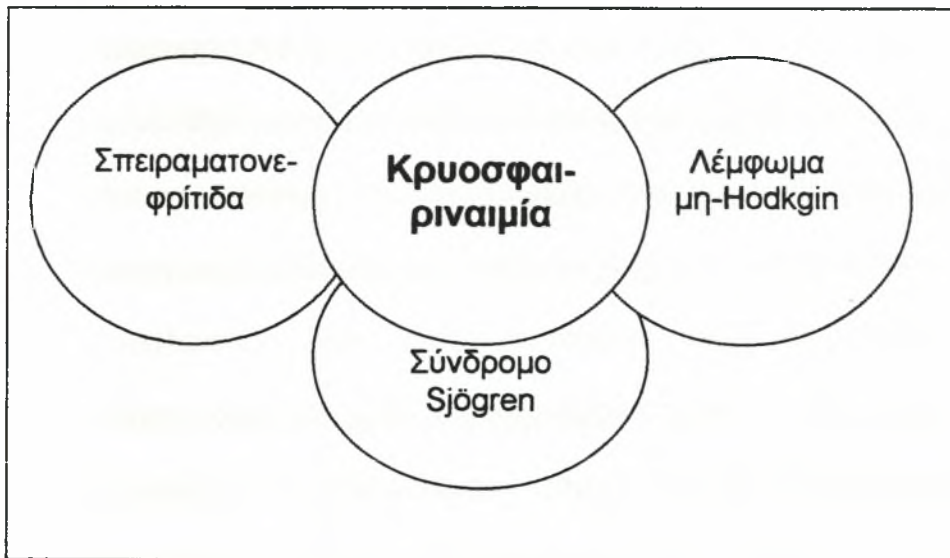 Σπειραματονε-
φρίτιδα
Κρυοσφαι-
ριναιμία
Λέμφωμα
μη-Hodkgin
Σύνδρομο
Sjögren